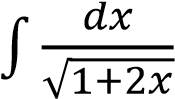 ∫ dx / √(1+2x)